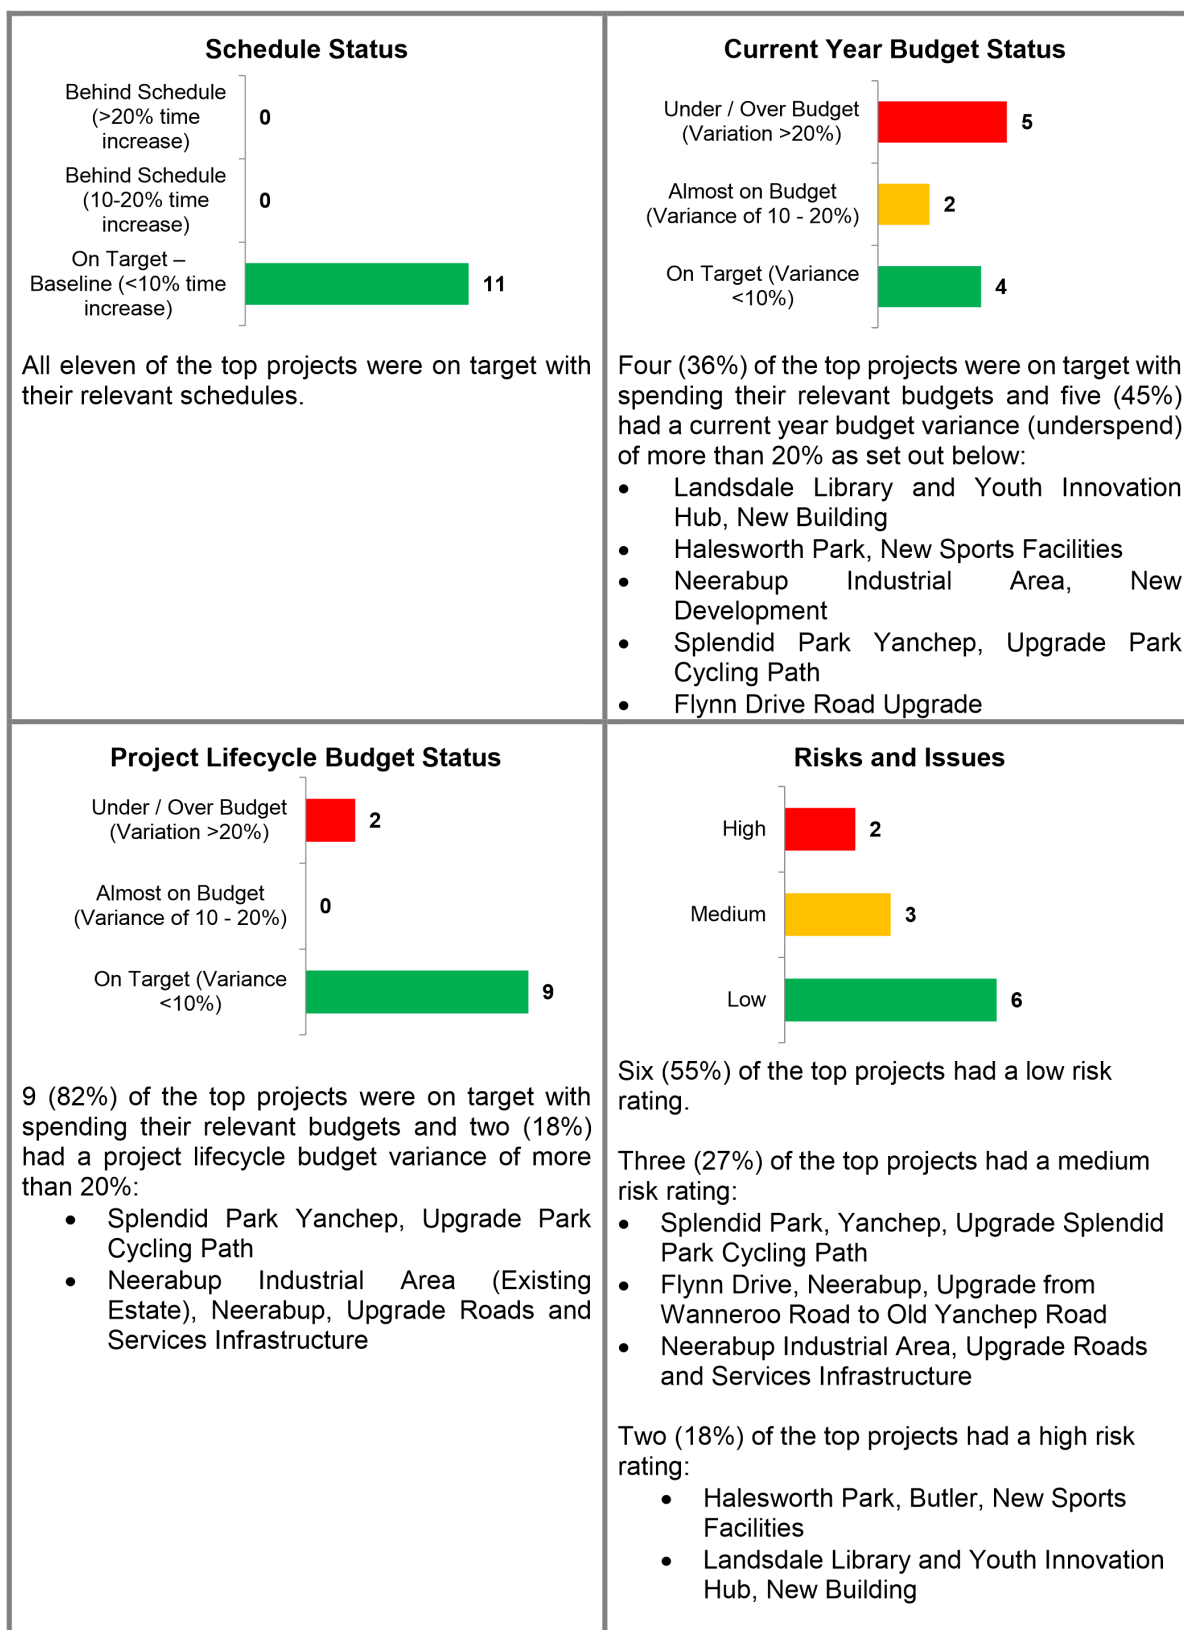 Schedule Status
Behind Schedule
(>20% time
increase)
0
Behind Schedule
(10-20% time
increase)
0
On Target –
Baseline (<10% time
increase)
11
All eleven of the top projects were on target with
their relevant schedules.
Current Year Budget Status
Under / Over Budget
(Variation >20%)
5
Almost on Budget
(Variance of 10 - 20%)
2
On Target (Variance
<10%)
4
Four (36%) of the top projects were on target with
spending their relevant budgets and five (45%)
had a current year budget variance (underspend)
of more than 20% as set out below:
• Landsdale Library and Youth Innovation
Hub, New Building
• Halesworth Park, New Sports Facilities
• Neerabup Industrial Area, New
Development
• Splendid Park Yanchep, Upgrade Park
Cycling Path
• Flynn Drive Road Upgrade
Project Lifecycle Budget Status
Under / Over Budget
(Variation >20%)
2
Almost on Budget
(Variance of 10 - 20%)
0
On Target (Variance
<10%)
9
9 (82%) of the top projects were on target with
spending their relevant budgets and two (18%)
had a project lifecycle budget variance of more
than 20%:
• Splendid Park Yanchep, Upgrade Park
Cycling Path
• Neerabup Industrial Area (Existing
Estate), Neerabup, Upgrade Roads and
Services Infrastructure
Risks and Issues
High
2
Medium
3
Low
6
Six (55%) of the top projects had a low risk
rating.
Three (27%) of the top projects had a medium
risk rating:
• Splendid Park, Yanchep, Upgrade Splendid
Park Cycling Path
• Flynn Drive, Neerabup, Upgrade from
Wanneroo Road to Old Yanchep Road
• Neerabup Industrial Area, Upgrade Roads
and Services Infrastructure
Two (18%) of the top projects had a high risk
rating:
• Halesworth Park, Butler, New Sports
Facilities
• Landsdale Library and Youth Innovation
Hub, New Building